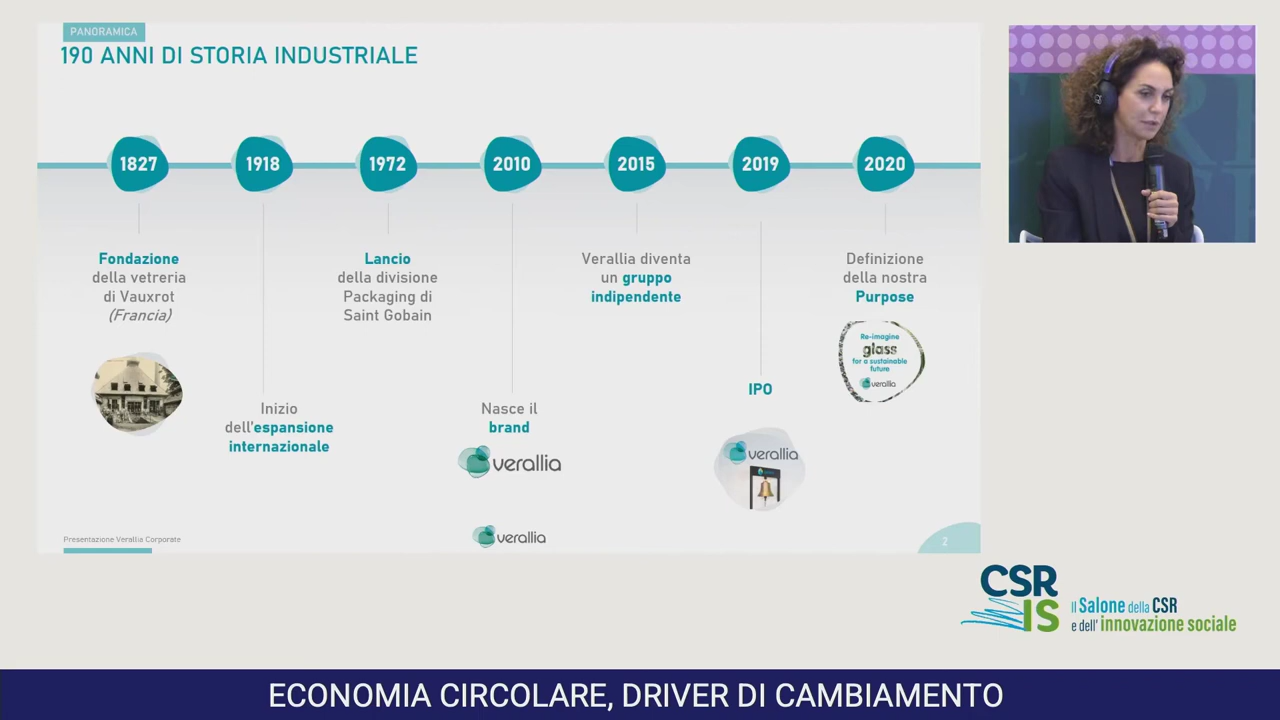 PANORAMICA
190 ANNI DI STORIA INDUSTRIALE
1827
1918
1972
2010
2015
2019
2020
Fondazione
della vetreria
di Vauxrot
(Francia)
Inizio
dell'espansione
internazionale
Lancio
della divisione
Packaging di
Saint Gobain
Nasce il
brand
verallia
Verallia diventa
un gruppo
indipendente
IPO
verallia
Definizione
della nostra
Purpose
Re-imagine
glass
for a sustainable
future
verallia
Presentazione Verallia Corporate
verallia
2
CSR
IS
Il Salone della CSR
e dell'innovazione sociale
ECONOMIA CIRCOLARE, DRIVER DI CAMBIAMENTO